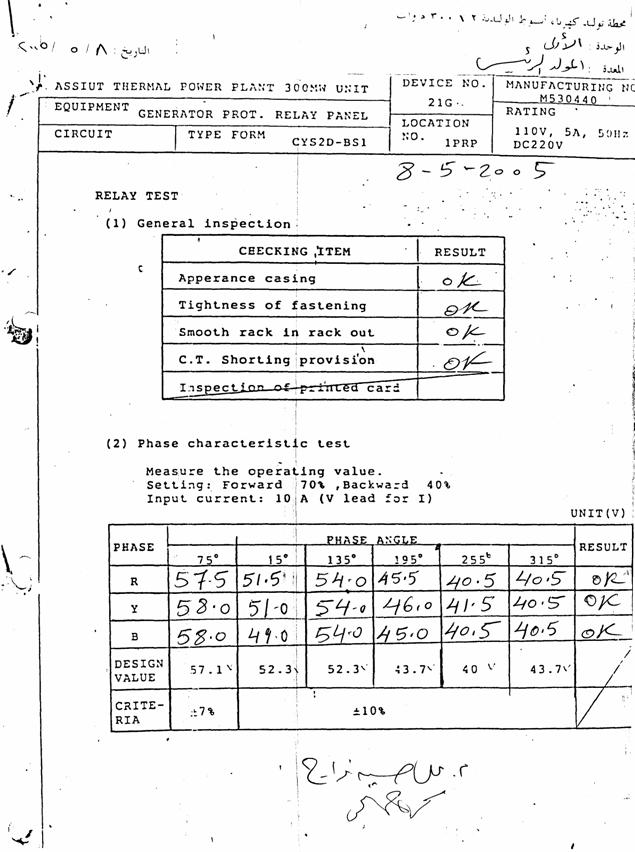 محطة توليد كهرباء أسيوط الوليدية ٢ × ٣٠٠ م وات
الوحدة : الأولى
التاريخ : ٨ / ٥ / ٢٠٠٥
المعدة : المولد الرئيسى
ASSIUT THERMAL POWER PLANT 300MW UNIT
DEVICE NO.
21G
MANUFACTURING NO
M530440
EQUIPMENT GENERATOR PROT. RELAY PANEL
LOCATION
NO. 1PRP
RATING
110V, 5A, 50Hz
DC220V
CIRCUIT TYPE FORM CYS2D-BS1
8-5-2005
RELAY TEST
(1) General inspection
CHECKING ITEM RESULT
Apperance casing OK
Tightness of fastening OK
Smooth rack in rack out OK
C.T. Shorting provision OK
Inspection of printed card
(2) Phase characteristic test
Measure the operating value.
Setting: Forward 70% ,Backward 40%
Input current: 10 A (V lead for I)
UNIT(V)
PHASE PHASE ANGLE RESULT
75° 15° 135° 195° 255° 315°
R 57.5 51.5 54.0 45.5 40.5 40.5 OK
Y 58.0 51.0 54.0 46.0 41.5 40.5 OK
B 58.0 49.0 54.0 45.0 40.5 40.5 OK
DESIGN
VALUE 57.1 52.3 52.3 43.7 40 43.7
CRITE-
RIA ±7% ±10%